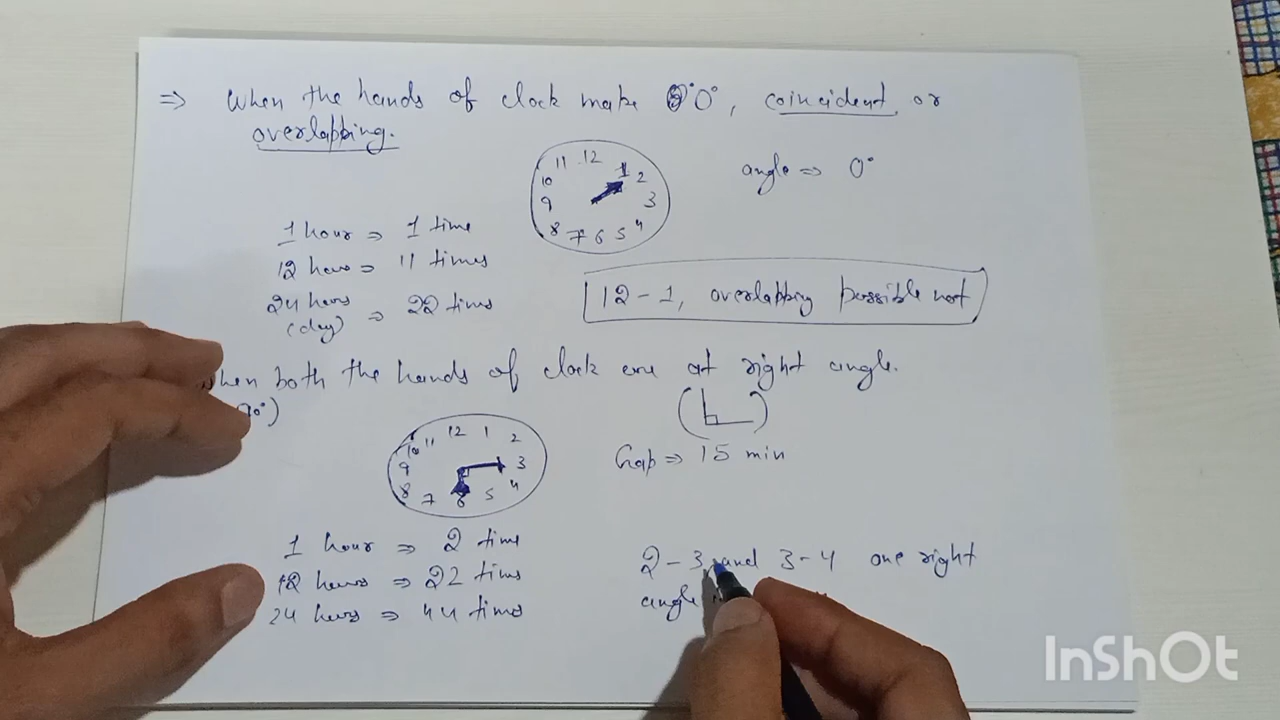 ⇒ When the hands of clock make 0°, coincident or
overlapping.
11 12 1 2 3 4 5 6 7 8 9 10
angle ⇒ 0°
1 hour ⇒ 1 time
12 hours ⇒ 11 times
24 hours ⇒ 22 times
(day)
12-1, overlapping possible not
When both the hands of clock are at right angle.
90°)
10 11 12 1 2 3 4 5 6 7 8 9
Gap ⇒ 15 min
1 hour ⇒ 2 time
12 hours ⇒ 22 times
24 hours ⇒ 44 times
2-3 and 3-4 one right
angle
InShOt